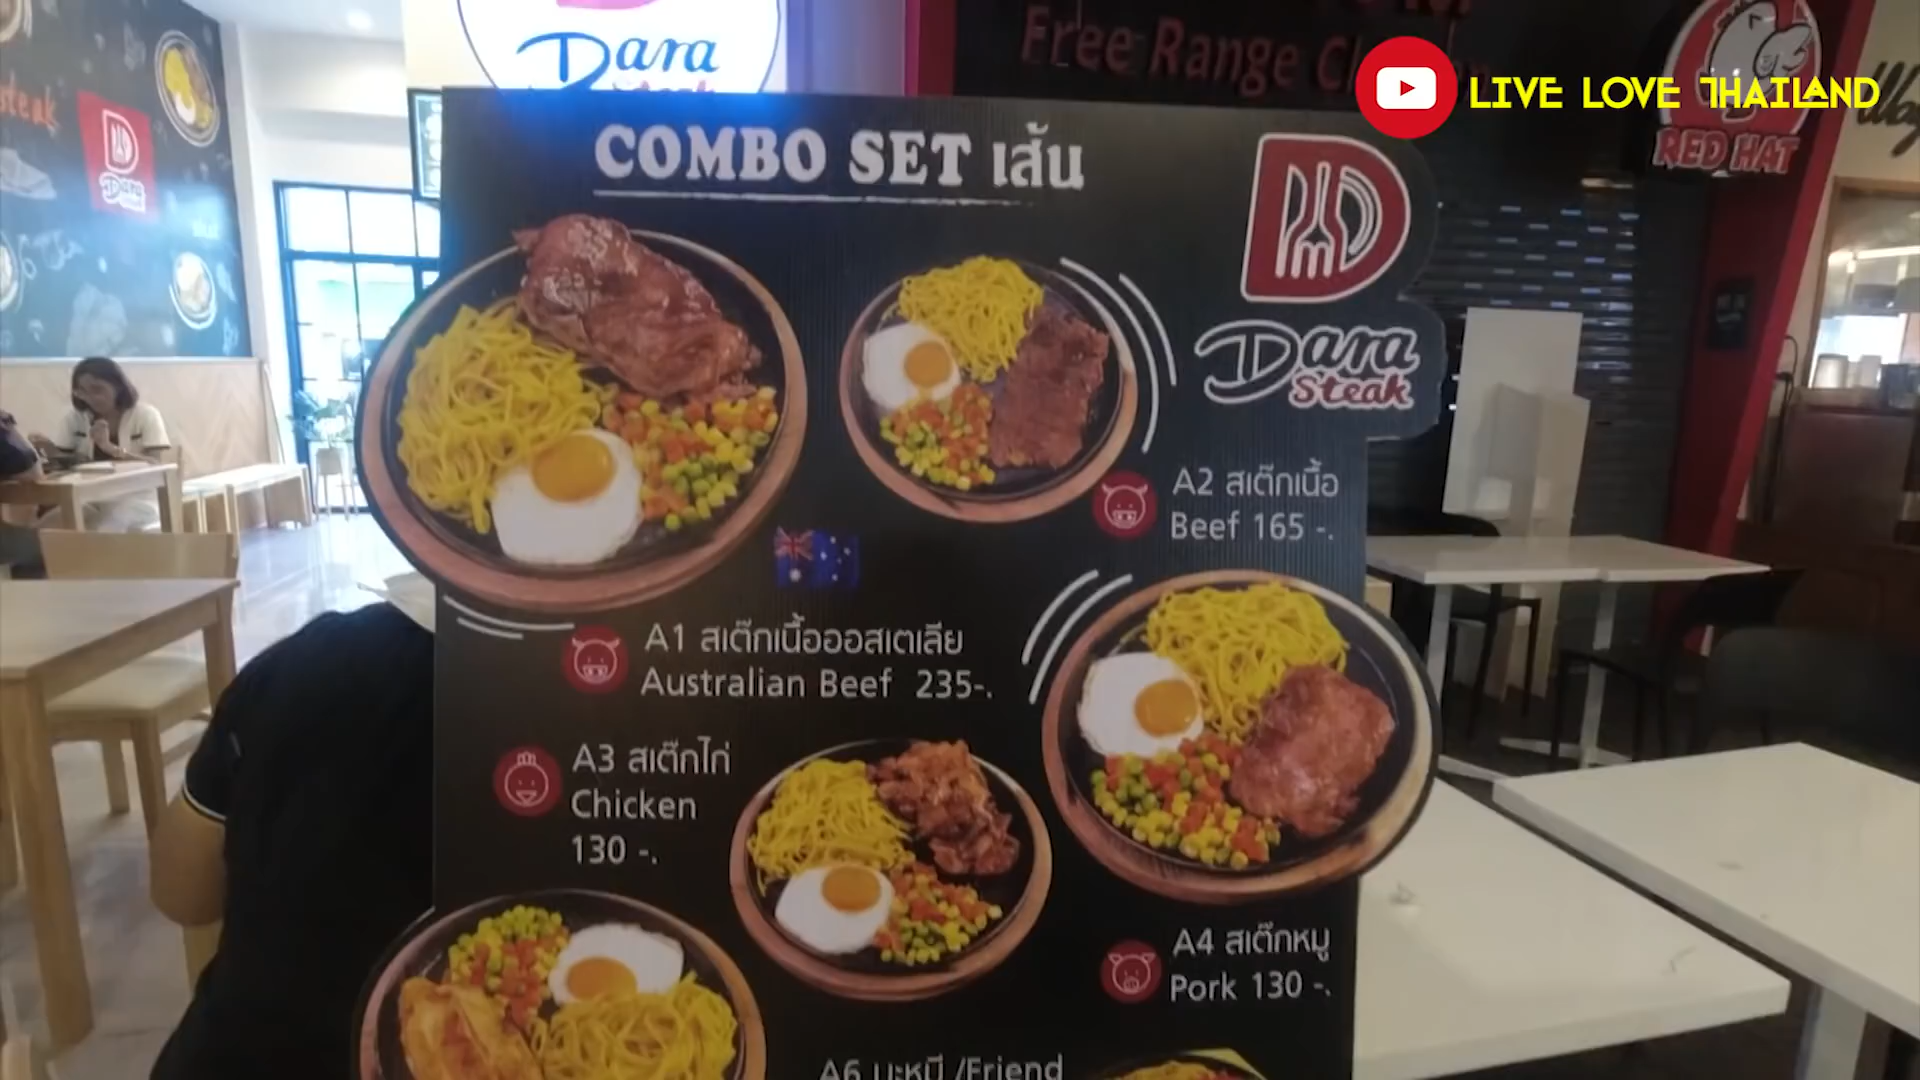 Dara
Steak
Free Range
LIVE LOVE THAILAND
RED HAT
steak
Dara
COMBO SET เส้น
Dara
Steak
A2 สเต๊กเนื้อ
Beef 165 -.
A1 สเต๊กเนื้อออสเตเลีย
Australian Beef 235-.
A3 สเต๊กไก่
Chicken
130 -.
A4 สเต๊กหมู
Pork 130 -.
A6 บะหมี่ /Friend